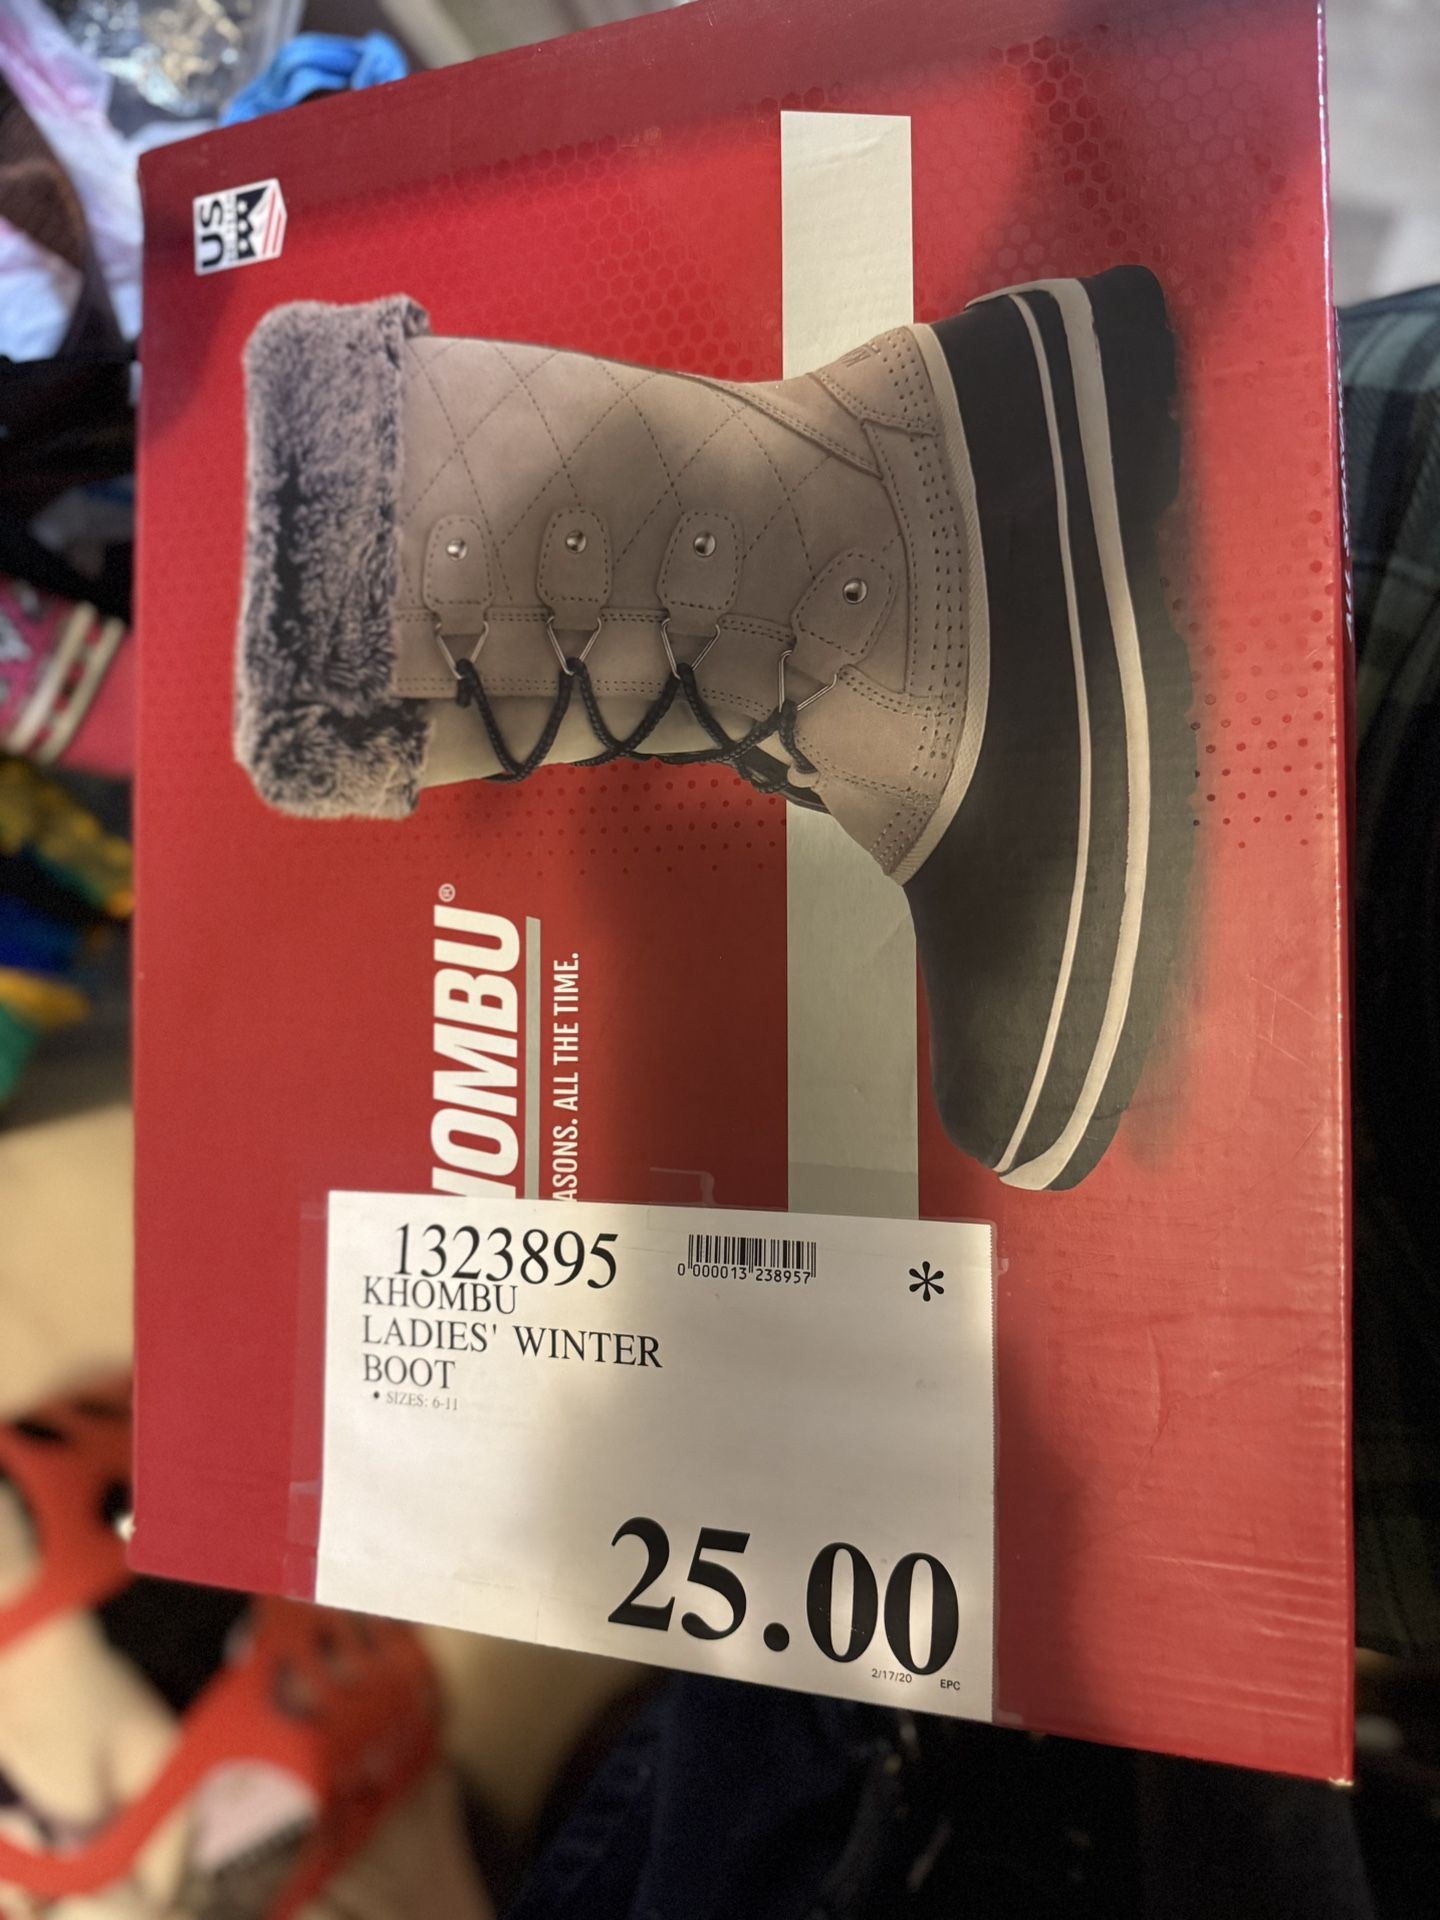 US
HOMBU®
ASONS. ALL THE TIME.
1323895
0 000013 238957
*
KHOMBU
LADIES' WINTER
BOOT
• SIZES: 6-11
25.00
2/17/20
EPC